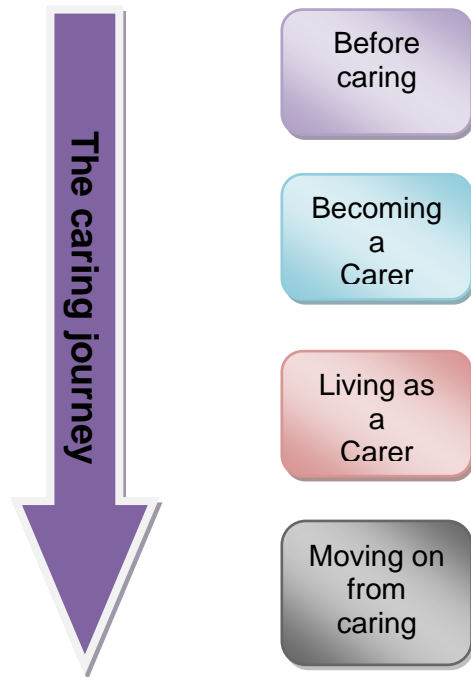 The caring journey
Before
caring
Becoming
a
Carer
Living as
a
Carer
Moving on
from
caring